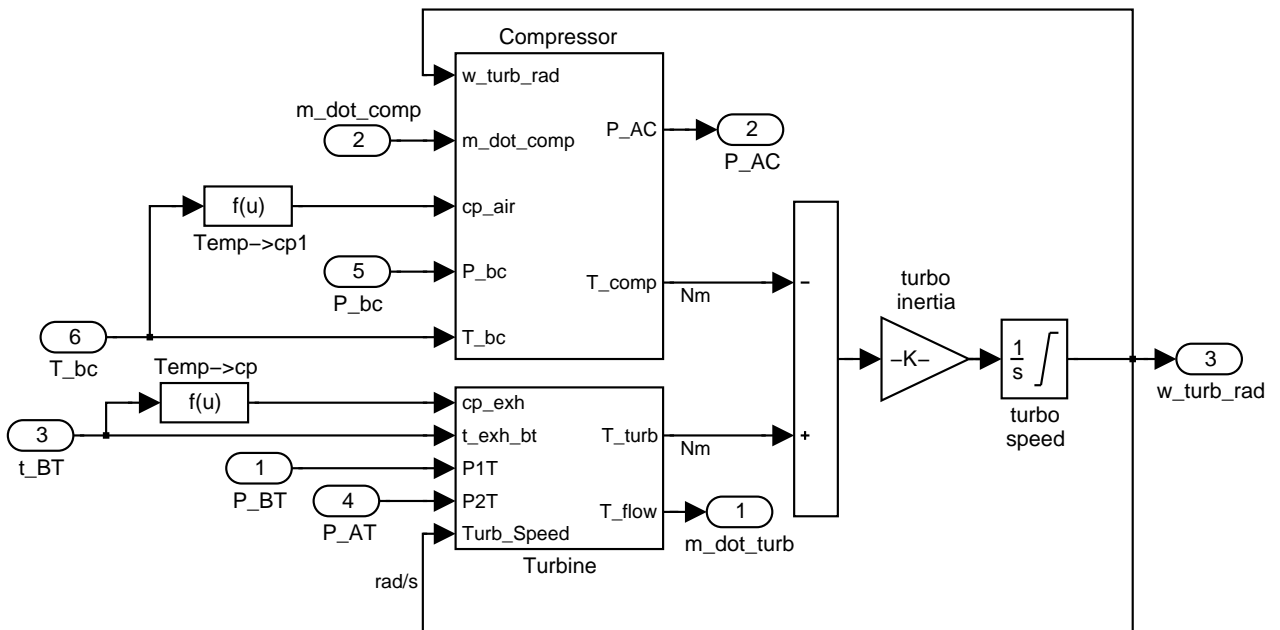 Compressor
w_turb_rad
m_dot_comp
2
m_dot_comp
P_AC
2
P_AC
f(u)
cp_air
Temp−>cp1
5
P_bc
P_bc
T_comp
Nm
−
turbo
inertia
6
T_bc
T_bc
−K−
1
s
3
w_turb_rad
turbo
speed
Temp−>cp
f(u)
cp_exh
3
t_BT
t_exh_bt
T_turb
Nm
+
1
P_BT
P1T
4
P_AT
P2T
T_flow
1
m_dot_turb
Turb_Speed
Turbine
rad/s